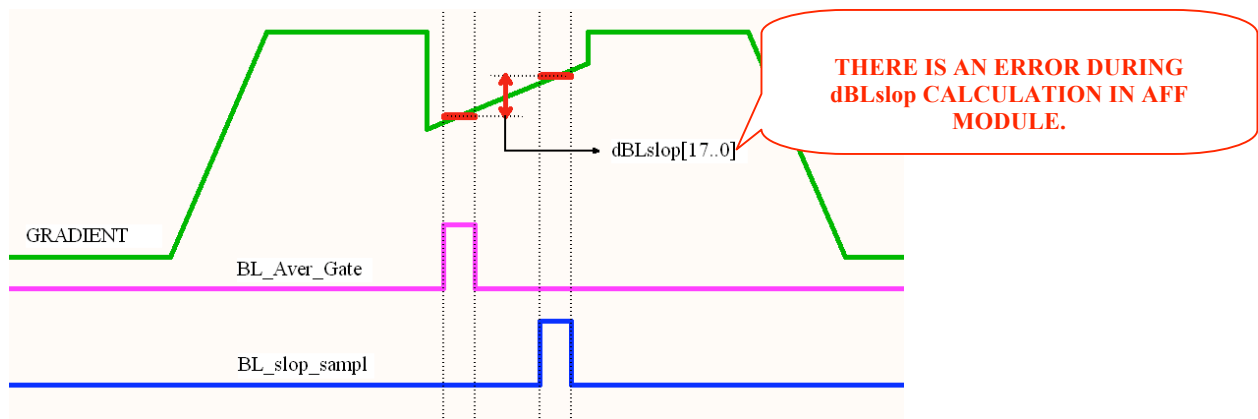 THERE IS AN ERROR DURING
dBLslop CALCULATION IN AFF
MODULE.
dBLslop[17..0]
GRADIENT
BL_Aver_Gate
BL_slop_sampl